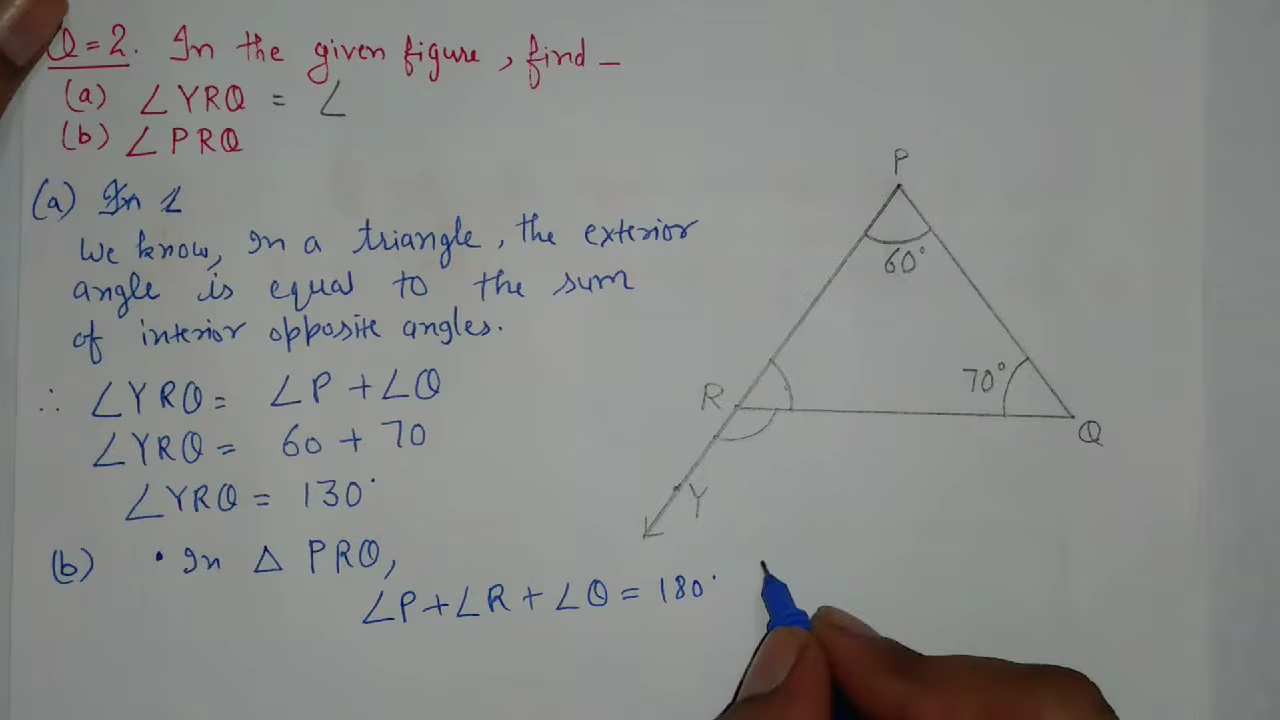 Q=2. In the given figure, find –
(a) ∠YRQ = ∠
(b) ∠PRQ
(a) In
We know, In a triangle, the exterior
angle is equal to the sum
of interior opposite angles.
∴ ∠YRQ = ∠P + ∠Q
∠YRQ = 60 + 70
∠YRQ = 130°
(b) • In △ PRQ,
∠P + ∠R + ∠Q = 180°
P
60°
70°
R
Q
Y